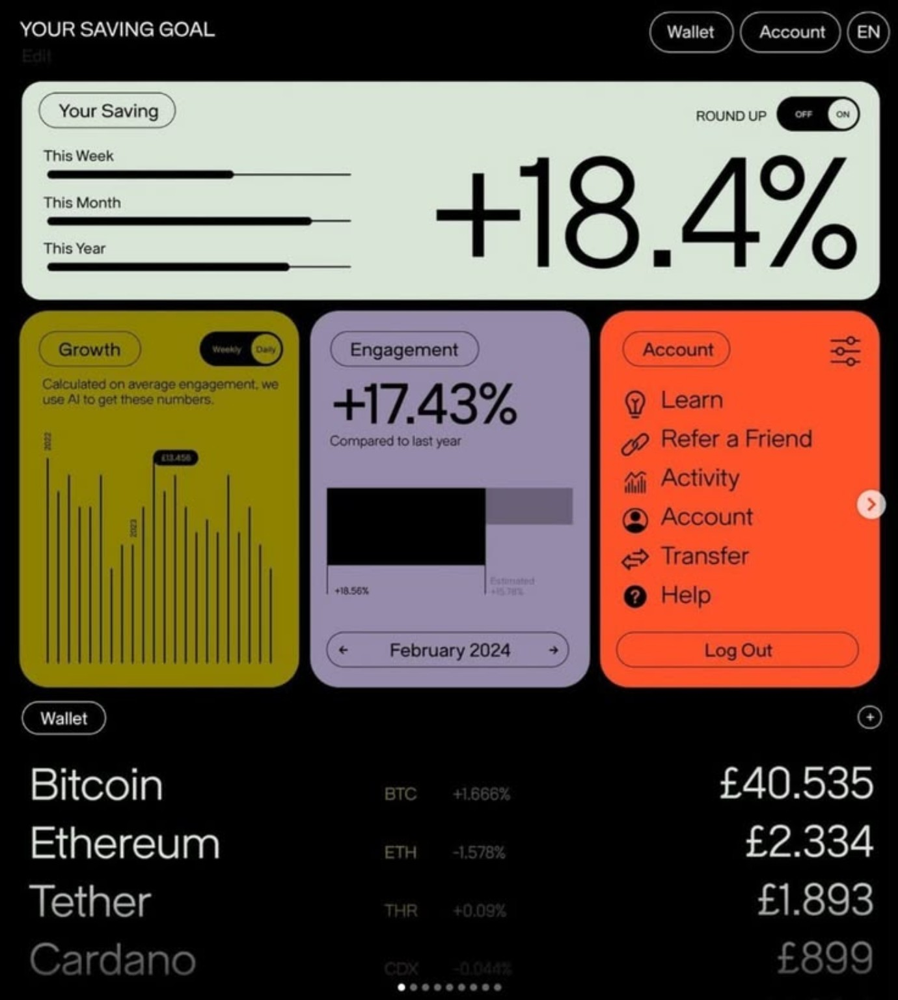 YOUR SAVING GOAL
Edit
Wallet
Account
EN
Your Saving
ROUND UP
OFF
ON
This Week
This Month
This Year
+18.4%
Growth
Weekly
Daily
Calculated on average engagement, we
use AI to get these numbers.
2022
£13.456
2023
Engagement
+17.43%
Compared to last year
+18.56%
Estimated
+15.78%
← February 2024 →
Account
Learn
Refer a Friend
Activity
Account
Transfer
? Help
Log Out
Wallet
+
Bitcoin BTC +1.666% £40.535
Ethereum ETH -1.578% £2.334
Tether THR +0.09% £1.893
Cardano CDX -0.044% £899